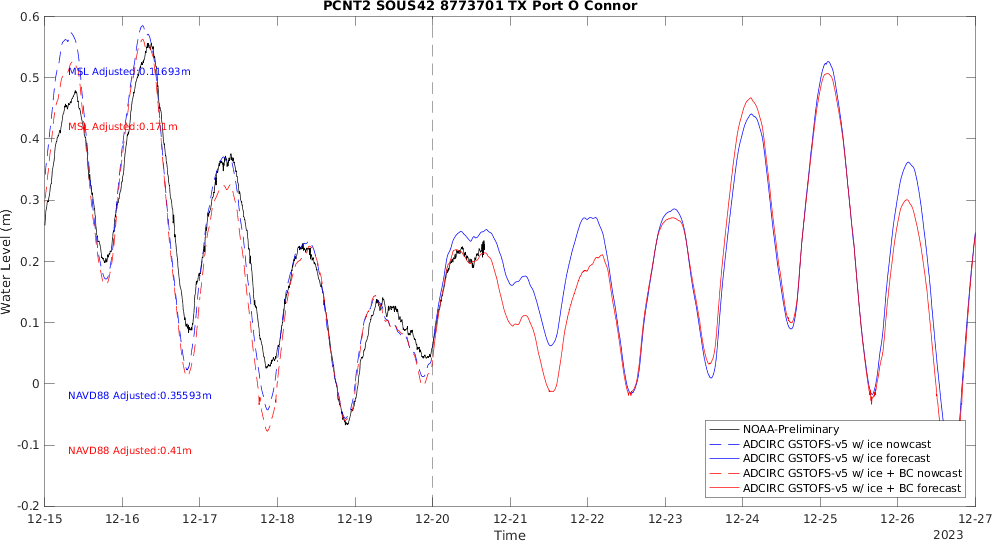 PCNT2 SOUS42 8773701 TX Port O Connor
0.6
0.5
0.4
0.3
0.2
0.1
0
-0.1
-0.2
Water Level (m)
MSL Adjusted:0.11693m
MSL Adjusted:0.171m
NAVD88 Adjusted:0.35593m
NAVD88 Adjusted:0.41m
NOAA-Preliminary
ADCIRC GSTOFS-v5 w/ ice nowcast
ADCIRC GSTOFS-v5 w/ ice forecast
ADCIRC GSTOFS-v5 w/ ice + BC nowcast
ADCIRC GSTOFS-v5 w/ ice + BC forecast
12-15 12-16 12-17 12-18 12-19 12-20 12-21 12-22 12-23 12-24 12-25 12-26 12-27
Time
2023